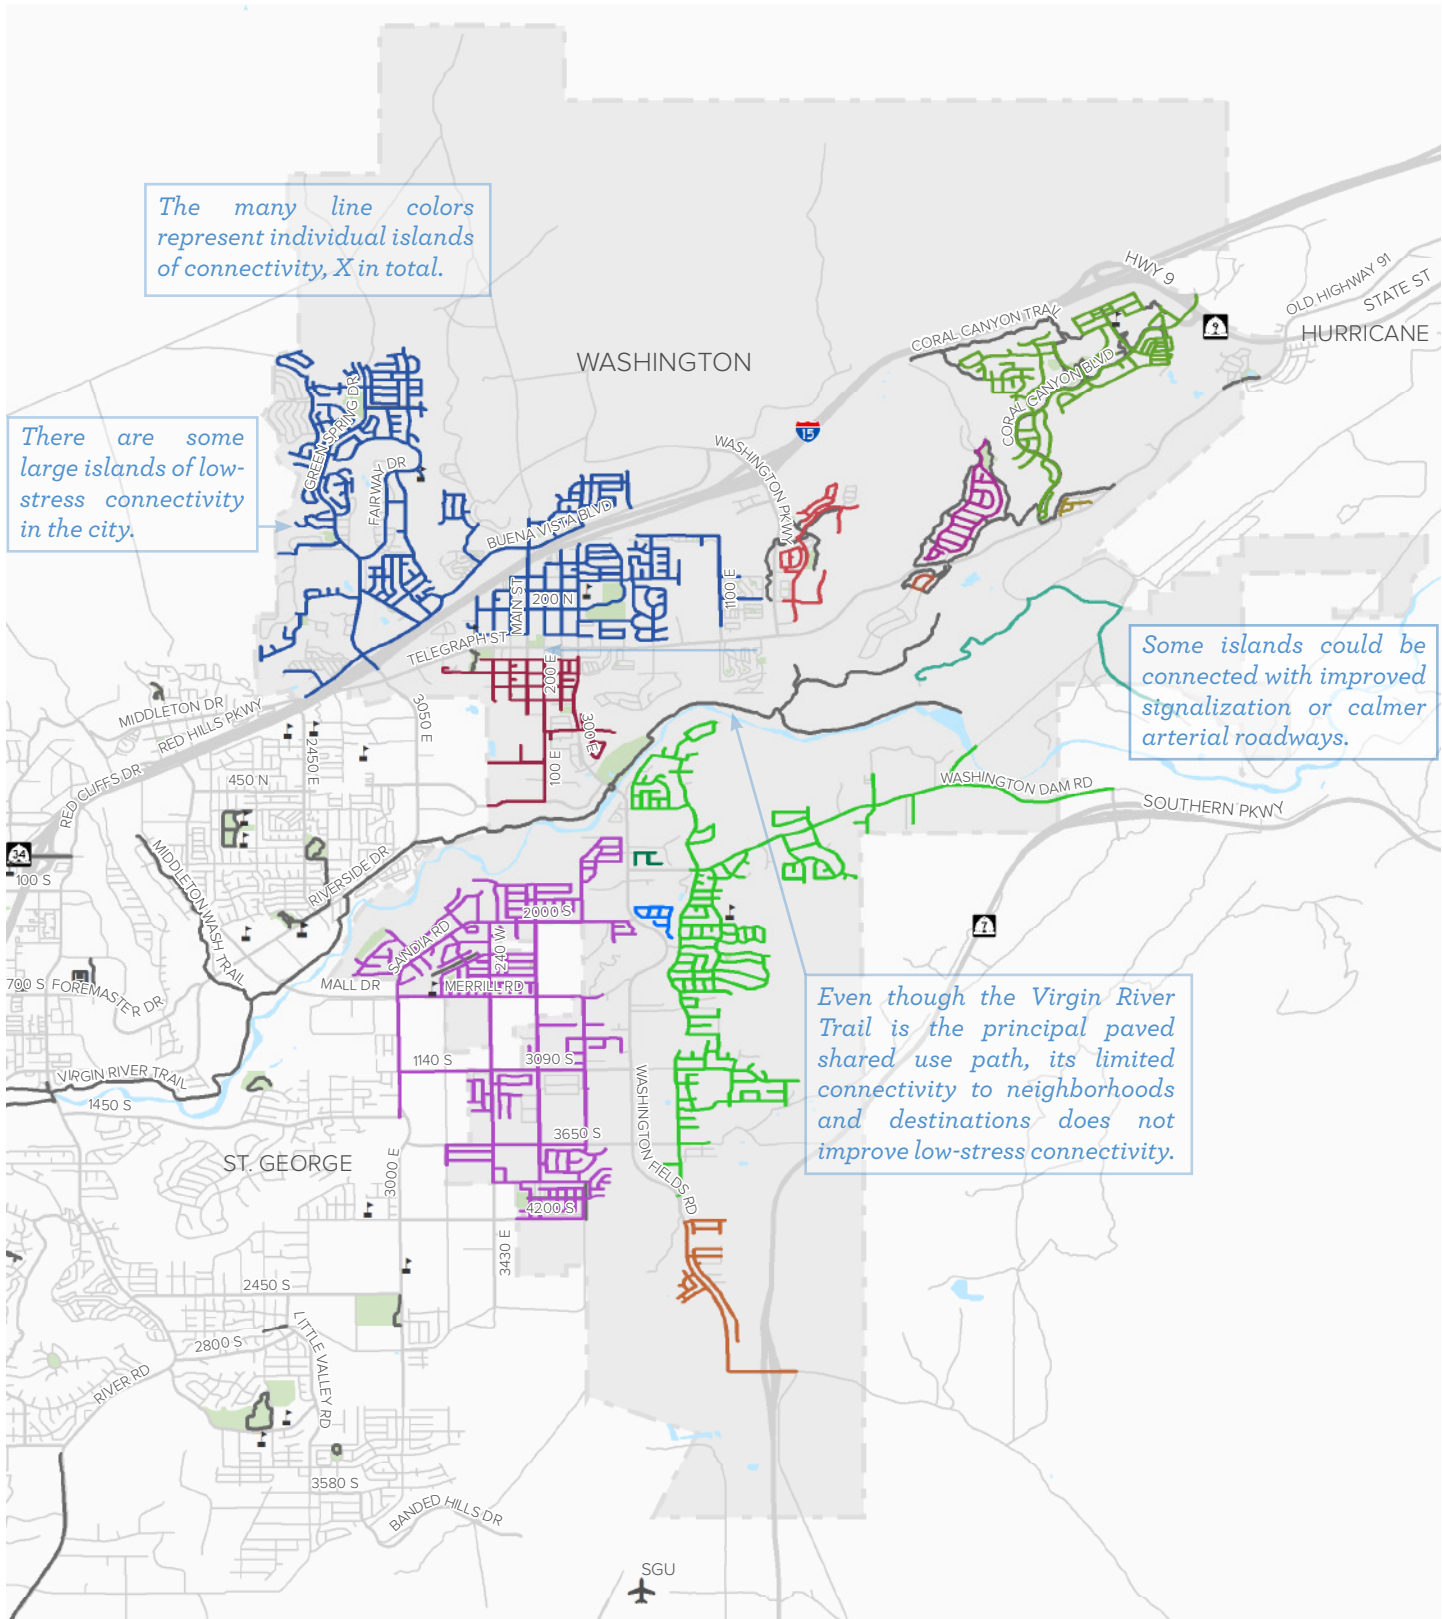 The many line colors
represent individual islands
of connectivity, X in total.
HWY 9
OLD HIGHWAY 91
STATE ST
9
HURRICANE
CORAL CANYON TRAIL
WASHINGTON
CORAL CANYON BLVD
There are some
large islands of low-
stress connectivity
in the city.
GREEN SPRING DR
FAIRWAY DR
15
WASHINGTON PKWY
BUENA VISTA BLVD
MAIN ST
200 N
1100 E
TELEGRAPH ST
200 E
Some islands could be
connected with improved
signalization or calmer
arterial roadways.
MIDDLETON DR
RED HILLS PKWY
3050 E
300 E
2450 E
100 E
450 N
RED CLIFFS DR
WASHINGTON DAM RD
SOUTHERN PKWY
34
100 S
MIDDLETON WASH TRAIL
RIVERSIDE DR
2000 S
SANDIA RD
240 W
7
700 S
FOREMASTER DR
MALL DR
MERRILL RD
Even though the Virgin River
Trail is the principal paved
shared use path, its limited
connectivity to neighborhoods
and destinations does not
improve low-stress connectivity.
1140 S
3090 S
VIRGIN RIVER TRAIL
1450 S
WASHINGTON FIELDS RD
3650 S
ST. GEORGE
3000 E
4200 S
3430 E
2450 S
2800 S
LITTLE VALLEY RD
RIVER RD
3580 S
BANDED HILLS DR
SGU